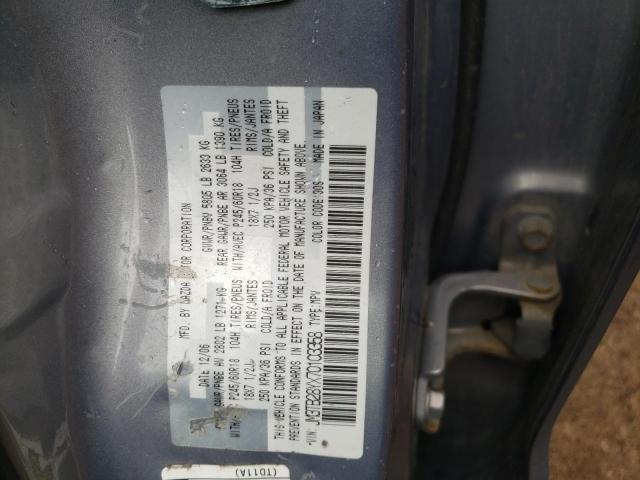 MFD BY MAZDA MOTOR CORPORATION
DATE 12/06 GVWR/PNBV 5805 LB 2633 KG
GAWR/PNBE AV 2802 LB 1271 KG REAR GAWR/PNBE AR 3064 LB 1390 KG
P245/60R18 104H TIRES/PNEUS WITH/AVEC P245/60R18 104H TIRES/PNEUS
18X7 1/2J RIMS/JANTES 18X7 1/2J RIMS/JANTES
250 KPA/36 PSI COLD/A FROID 250 KPA/36 PSI COLD/A FROID
THIS VEHICLE CONFORMS TO ALL APPLICABLE FEDERAL MOTOR VEHICLE SAFETY AND THEFT
PREVENTION STANDARDS IN EFFECT ON THE DATE OF MANUFACTURE SHOWN ABOVE.
VIN: JM3TB28YX70103358 TYPE:MPV COLOR CODE:30S MADE IN JAPAN
(TD11A)